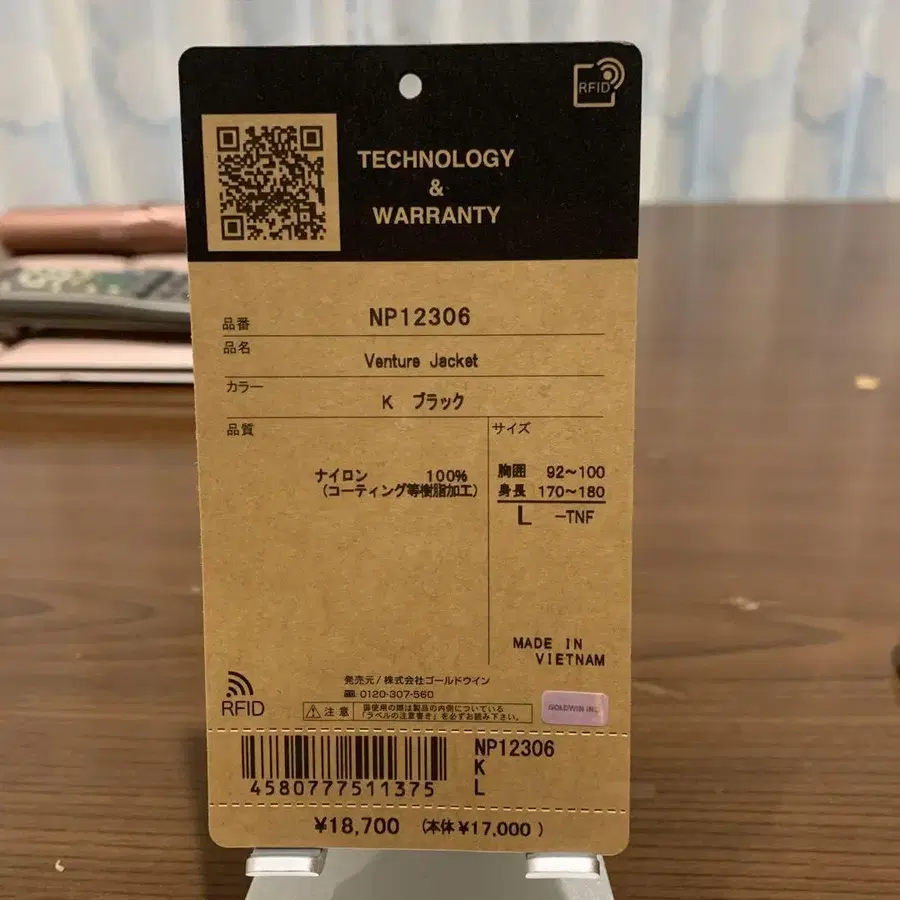 RFID
TECHNOLOGY
&
WARRANTY
品番 NP12306
品名 Venture Jacket
カラー K ブラック
品質
ナイロン 100%
(コーティング等樹脂加工)
サイズ
胸囲 92~100
身長 170~180
L -TNF
MADE IN
VIETNAM
RFID
発売元/株式会社ゴールドウイン
0120-307-560
注意 御使用の際は製品の内側についている
「ラベルの注意書き」を必ずお読み下さい。
GOLDWIN INC.
4580777511375
NP12306
K
L
¥18,700 (本体¥17,000 )